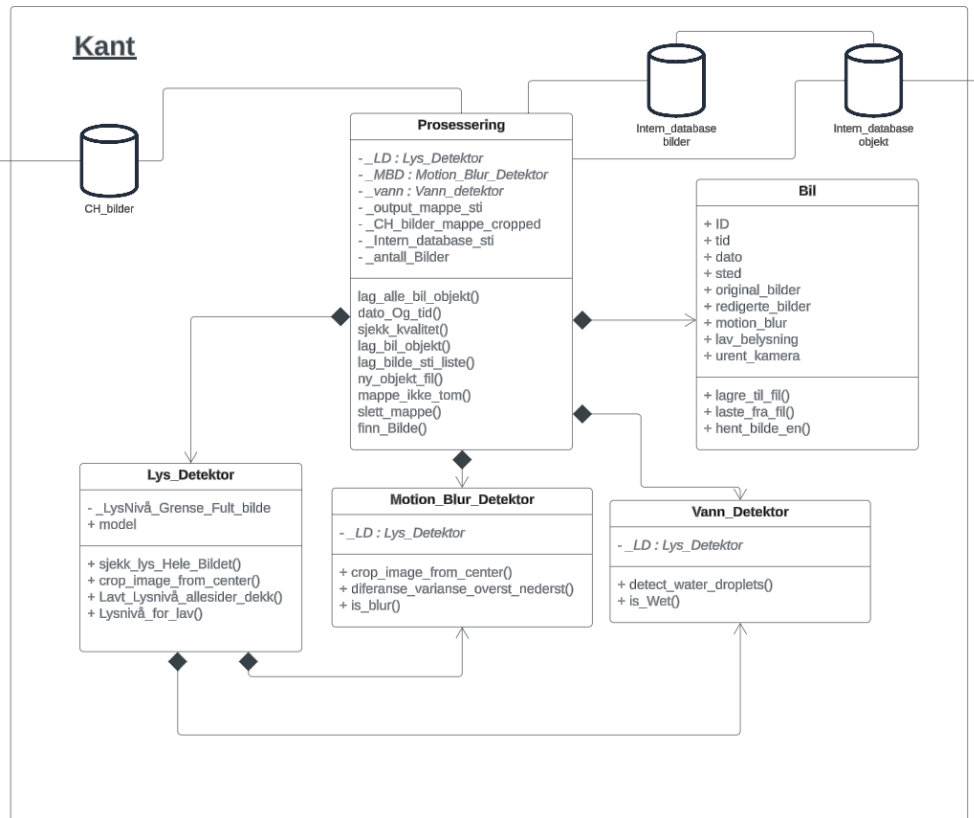 Kant
CH_bilder
Intern_database
bilder
Intern_database
objekt
Prosessering
- _LD : Lys_Detektor
- _MBD : Motion_Blur_Detektor
- _vann : Vann_detektor
- _output_mappe_sti
- _CH_bilder_mappe_cropped
- _Intern_database_sti
- _antall_Bilder
lag_alle_bil_objekt()
dato_Og_tid()
sjekk_kvalitet()
lag_bil_objekt()
lag_bilde_sti_liste()
ny_objekt_fil()
mappe_ikke_tom()
slett_mappe()
finn_Bilde()
Bil
+ ID
+ tid
+ dato
+ sted
+ original_bilder
+ redigerte_bilder
+ motion_blur
+ lav_belysning
+ urent_kamera
+ lagre_til_fil()
+ laste_fra_fil()
+ hent_bilde_en()
Lys_Detektor
- _LysNivå_Grense_Fult_bilde
+ model
+ sjekk_lys_Hele_Bildet()
+ crop_image_from_center()
+ Lavt_Lysnivå_allesider_dekk()
+ Lysnivå_for_lav()
Motion_Blur_Detektor
- _LD : Lys_Detektor
+ crop_image_from_center()
+ diferanse_varianse_overst_nederst()
+ is_blur()
Vann_Detektor
- _LD : Lys_Detektor
+ detect_water_droplets()
+ is_Wet()